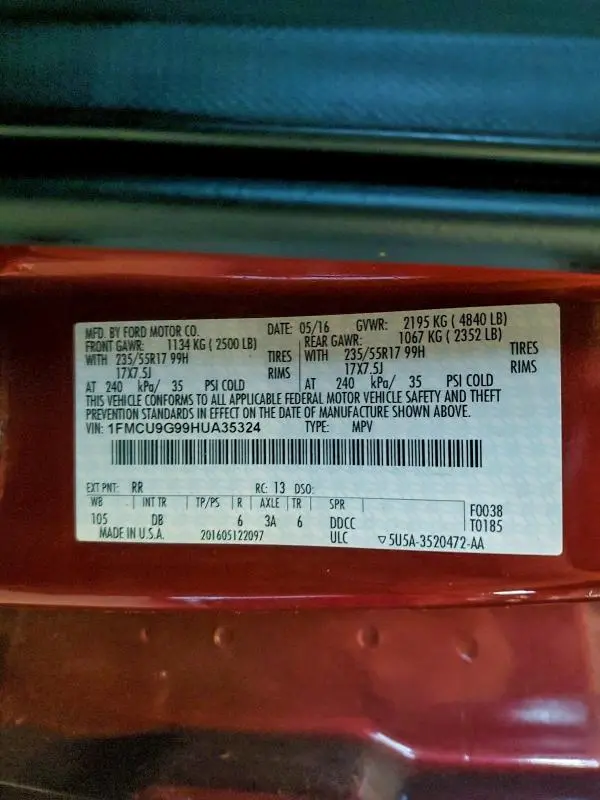 MFD. BY FORD MOTOR CO. DATE: 05/16 GVWR: 2195 KG ( 4840 LB)
FRONT GAWR: 1134 KG ( 2500 LB) REAR GAWR: 1067 KG ( 2352 LB)
WITH 235/55R17 99H TIRES WITH 235/55R17 99H TIRES
17X7.5J RIMS 17X7.5J RIMS
AT 240 kPa/ 35 PSI COLD AT 240 kPa/ 35 PSI COLD
THIS VEHICLE CONFORMS TO ALL APPLICABLE FEDERAL MOTOR VEHICLE SAFETY AND THEFT
PREVENTION STANDARDS IN EFFECT ON THE DATE OF MANUFACTURE SHOWN ABOVE.
VIN: 1FMCU9G99HUA35324 TYPE: MPV
EXT PNT: RR RC: 13 DSO:
WB INT TR TP/PS R AXLE TR SPR F0038
105 DB 6 3A 6 DDCC T0185
MADE IN U.S.A. 201605122097 ULC ▽5U5A-3520472-AA